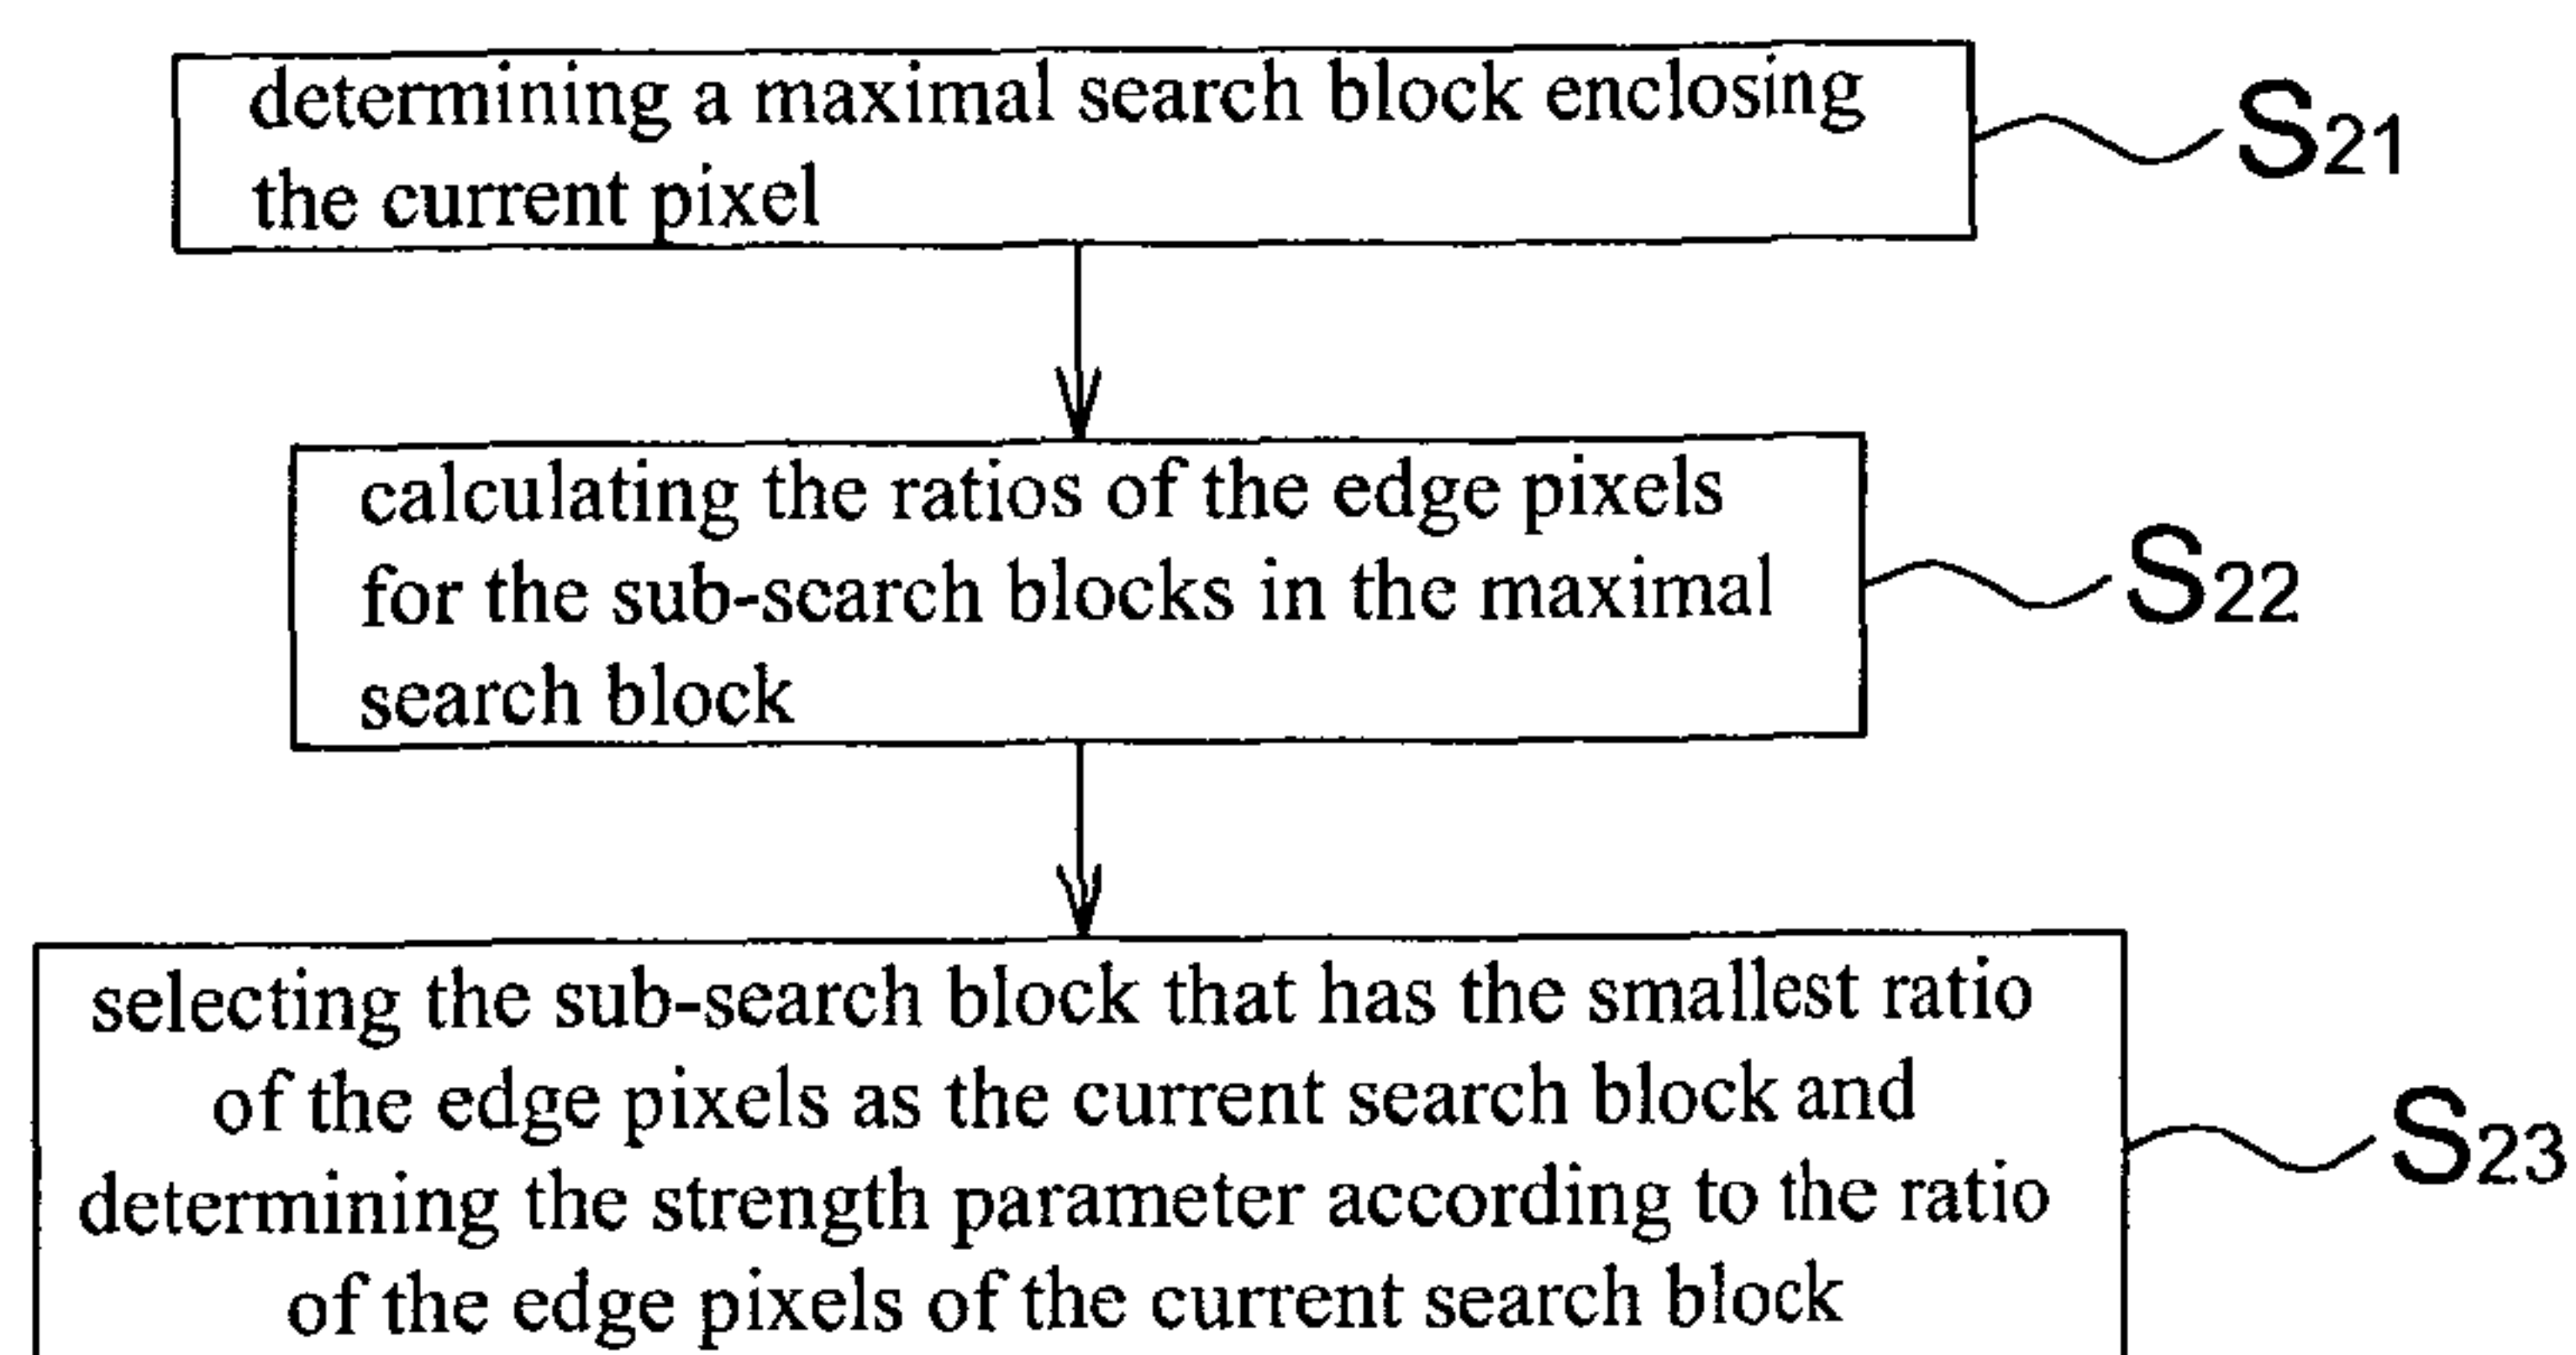 determining a maximal search block enclosing
the current pixel
S21
calculating the ratios of the edge pixels
for the sub-search blocks in the maximal
search block
S22
selecting the sub-search block that has the smallest ratio
of the edge pixels as the current search block and
determining the strength parameter according to the ratio
of the edge pixels of the current search block
S23